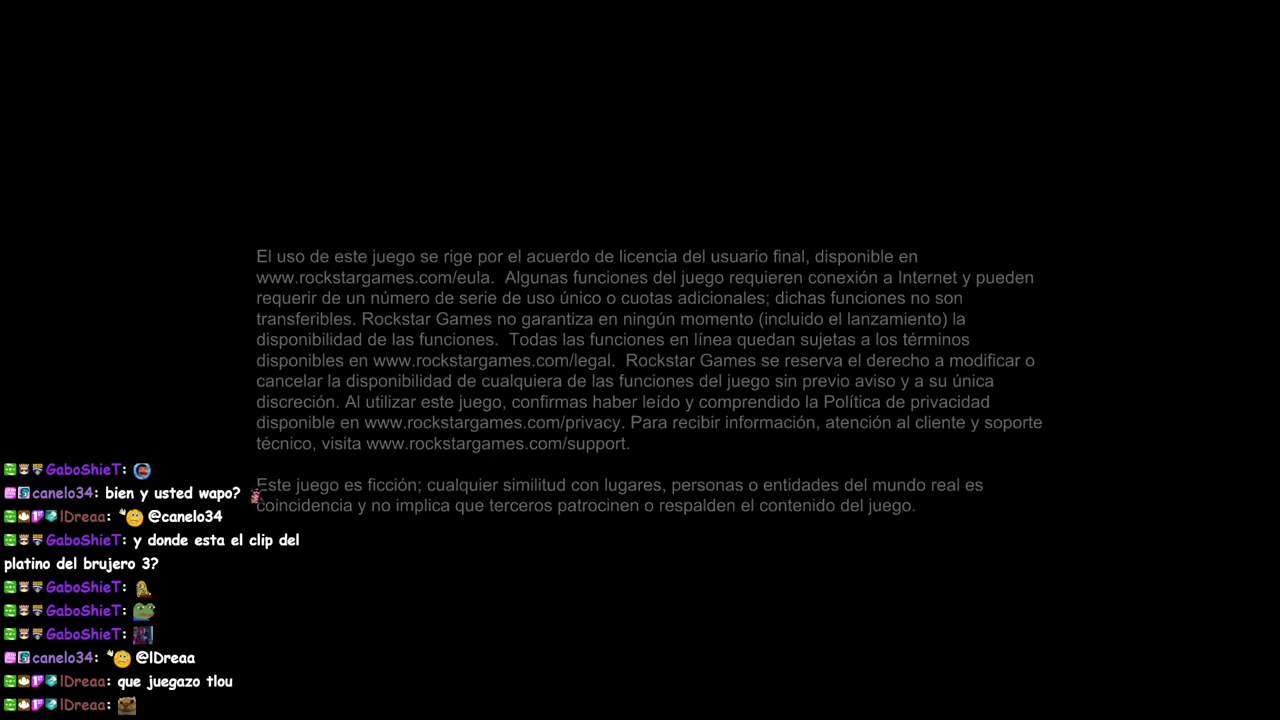 El uso de este juego se rige por el acuerdo de licencia del usuario final, disponible en
www.rockstargames.com/eula.  Algunas funciones del juego requieren conexión a Internet y pueden
requerir de un número de serie de uso único o cuotas adicionales; dichas funciones no son
transferibles. Rockstar Games no garantiza en ningún momento (incluido el lanzamiento) la
disponibilidad de las funciones.  Todas las funciones en línea quedan sujetas a los términos
disponibles en www.rockstargames.com/legal.  Rockstar Games se reserva el derecho a modificar o
cancelar la disponibilidad de cualquiera de las funciones del juego sin previo aviso y a su única
discreción. Al utilizar este juego, confirmas haber leído y comprendido la Política de privacidad
disponible en www.rockstargames.com/privacy. Para recibir información, atención al cliente y soporte
técnico, visita www.rockstargames.com/support.
Este juego es ficción; cualquier similitud con lugares, personas o entidades del mundo real es
coincidencia y no implica que terceros patrocinen o respalden el contenido del juego.
GaboShieT:
canelo34: bien y usted wapo?
lDreaa: @canelo34
GaboShieT: y donde esta el clip del
platino del brujero 3?
GaboShieT:
GaboShieT:
GaboShieT:
canelo34: @lDreaa
lDreaa: que juegazo tlou
lDreaa: